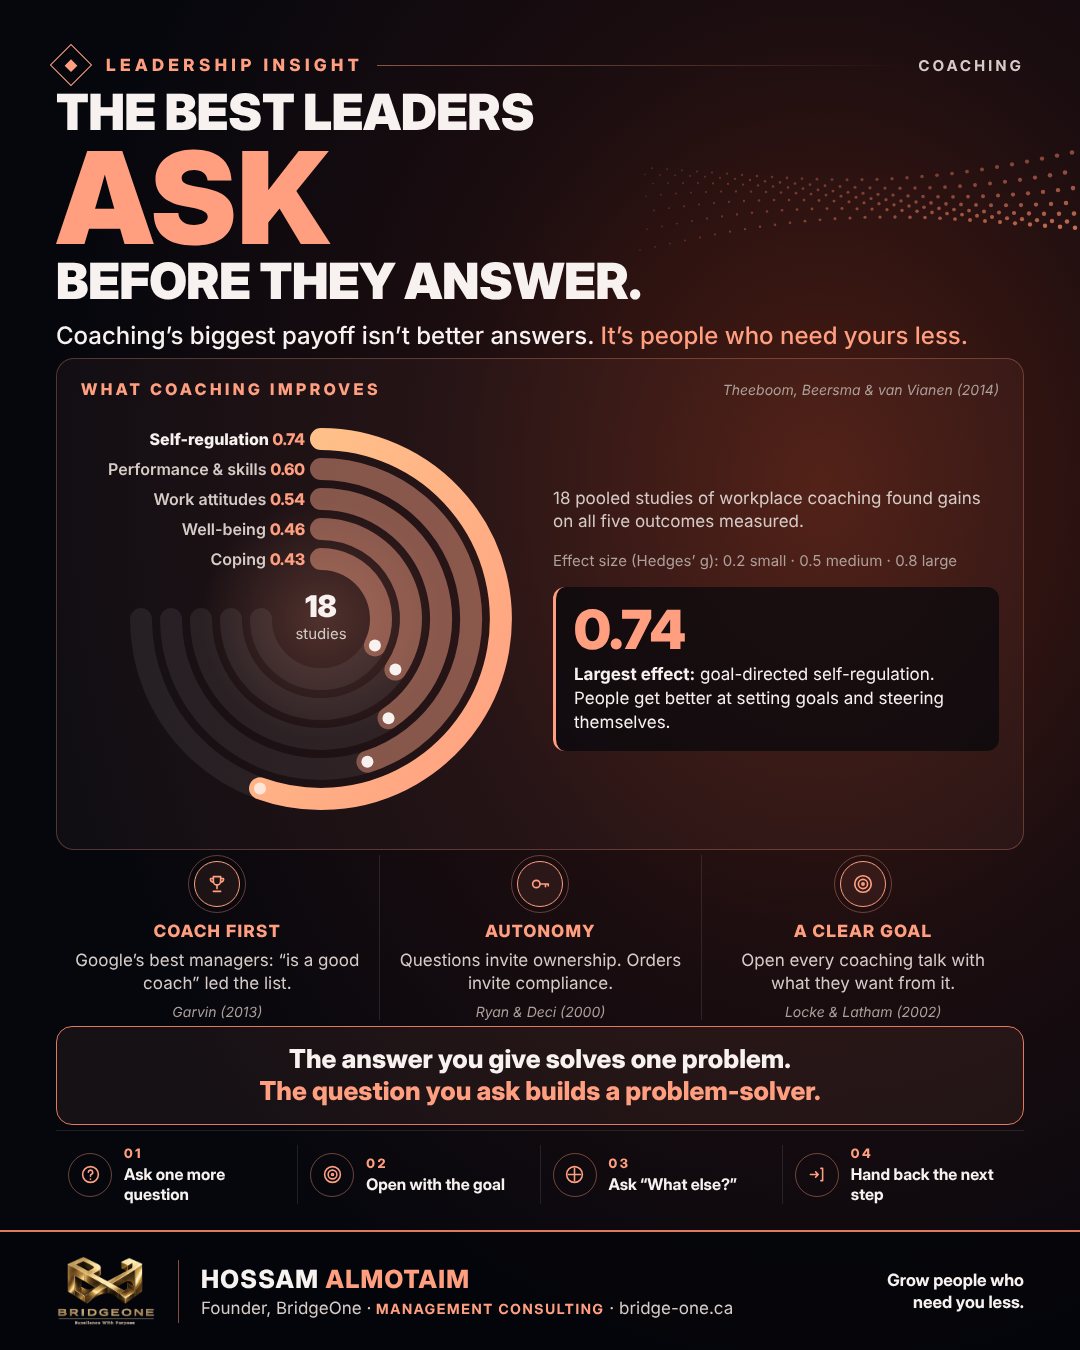 LEADERSHIP INSIGHT
COACHING
THE BEST LEADERS
ASK
BEFORE THEY ANSWER.
Coaching’s biggest payoff isn’t better answers. It’s people who need yours less.
WHAT COACHING IMPROVES
Theeboom, Beersma & van Vianen (2014)
Self-regulation 0.74
Performance & skills 0.60
Work attitudes 0.54
Well-being 0.46
Coping 0.43
18
studies
18 pooled studies of workplace coaching found gains
on all five outcomes measured.
Effect size (Hedges’ g): 0.2 small · 0.5 medium · 0.8 large
0.74
Largest effect: goal-directed self-regulation.
People get better at setting goals and steering
themselves.
COACH FIRST
Google’s best managers: “is a good
coach” led the list.
Garvin (2013)
AUTONOMY
Questions invite ownership. Orders
invite compliance.
Ryan & Deci (2000)
A CLEAR GOAL
Open every coaching talk with
what they want from it.
Locke & Latham (2002)
The answer you give solves one problem.
The question you ask builds a problem-solver.
01
Ask one more
question
02
Open with the goal
03
Ask “What else?”
04
Hand back the next
step
BRIDGEONE
Excellence With Purpose
HOSSAM ALMOTAIM
Founder, BridgeOne · MANAGEMENT CONSULTING · bridge-one.ca
Grow people who
need you less.